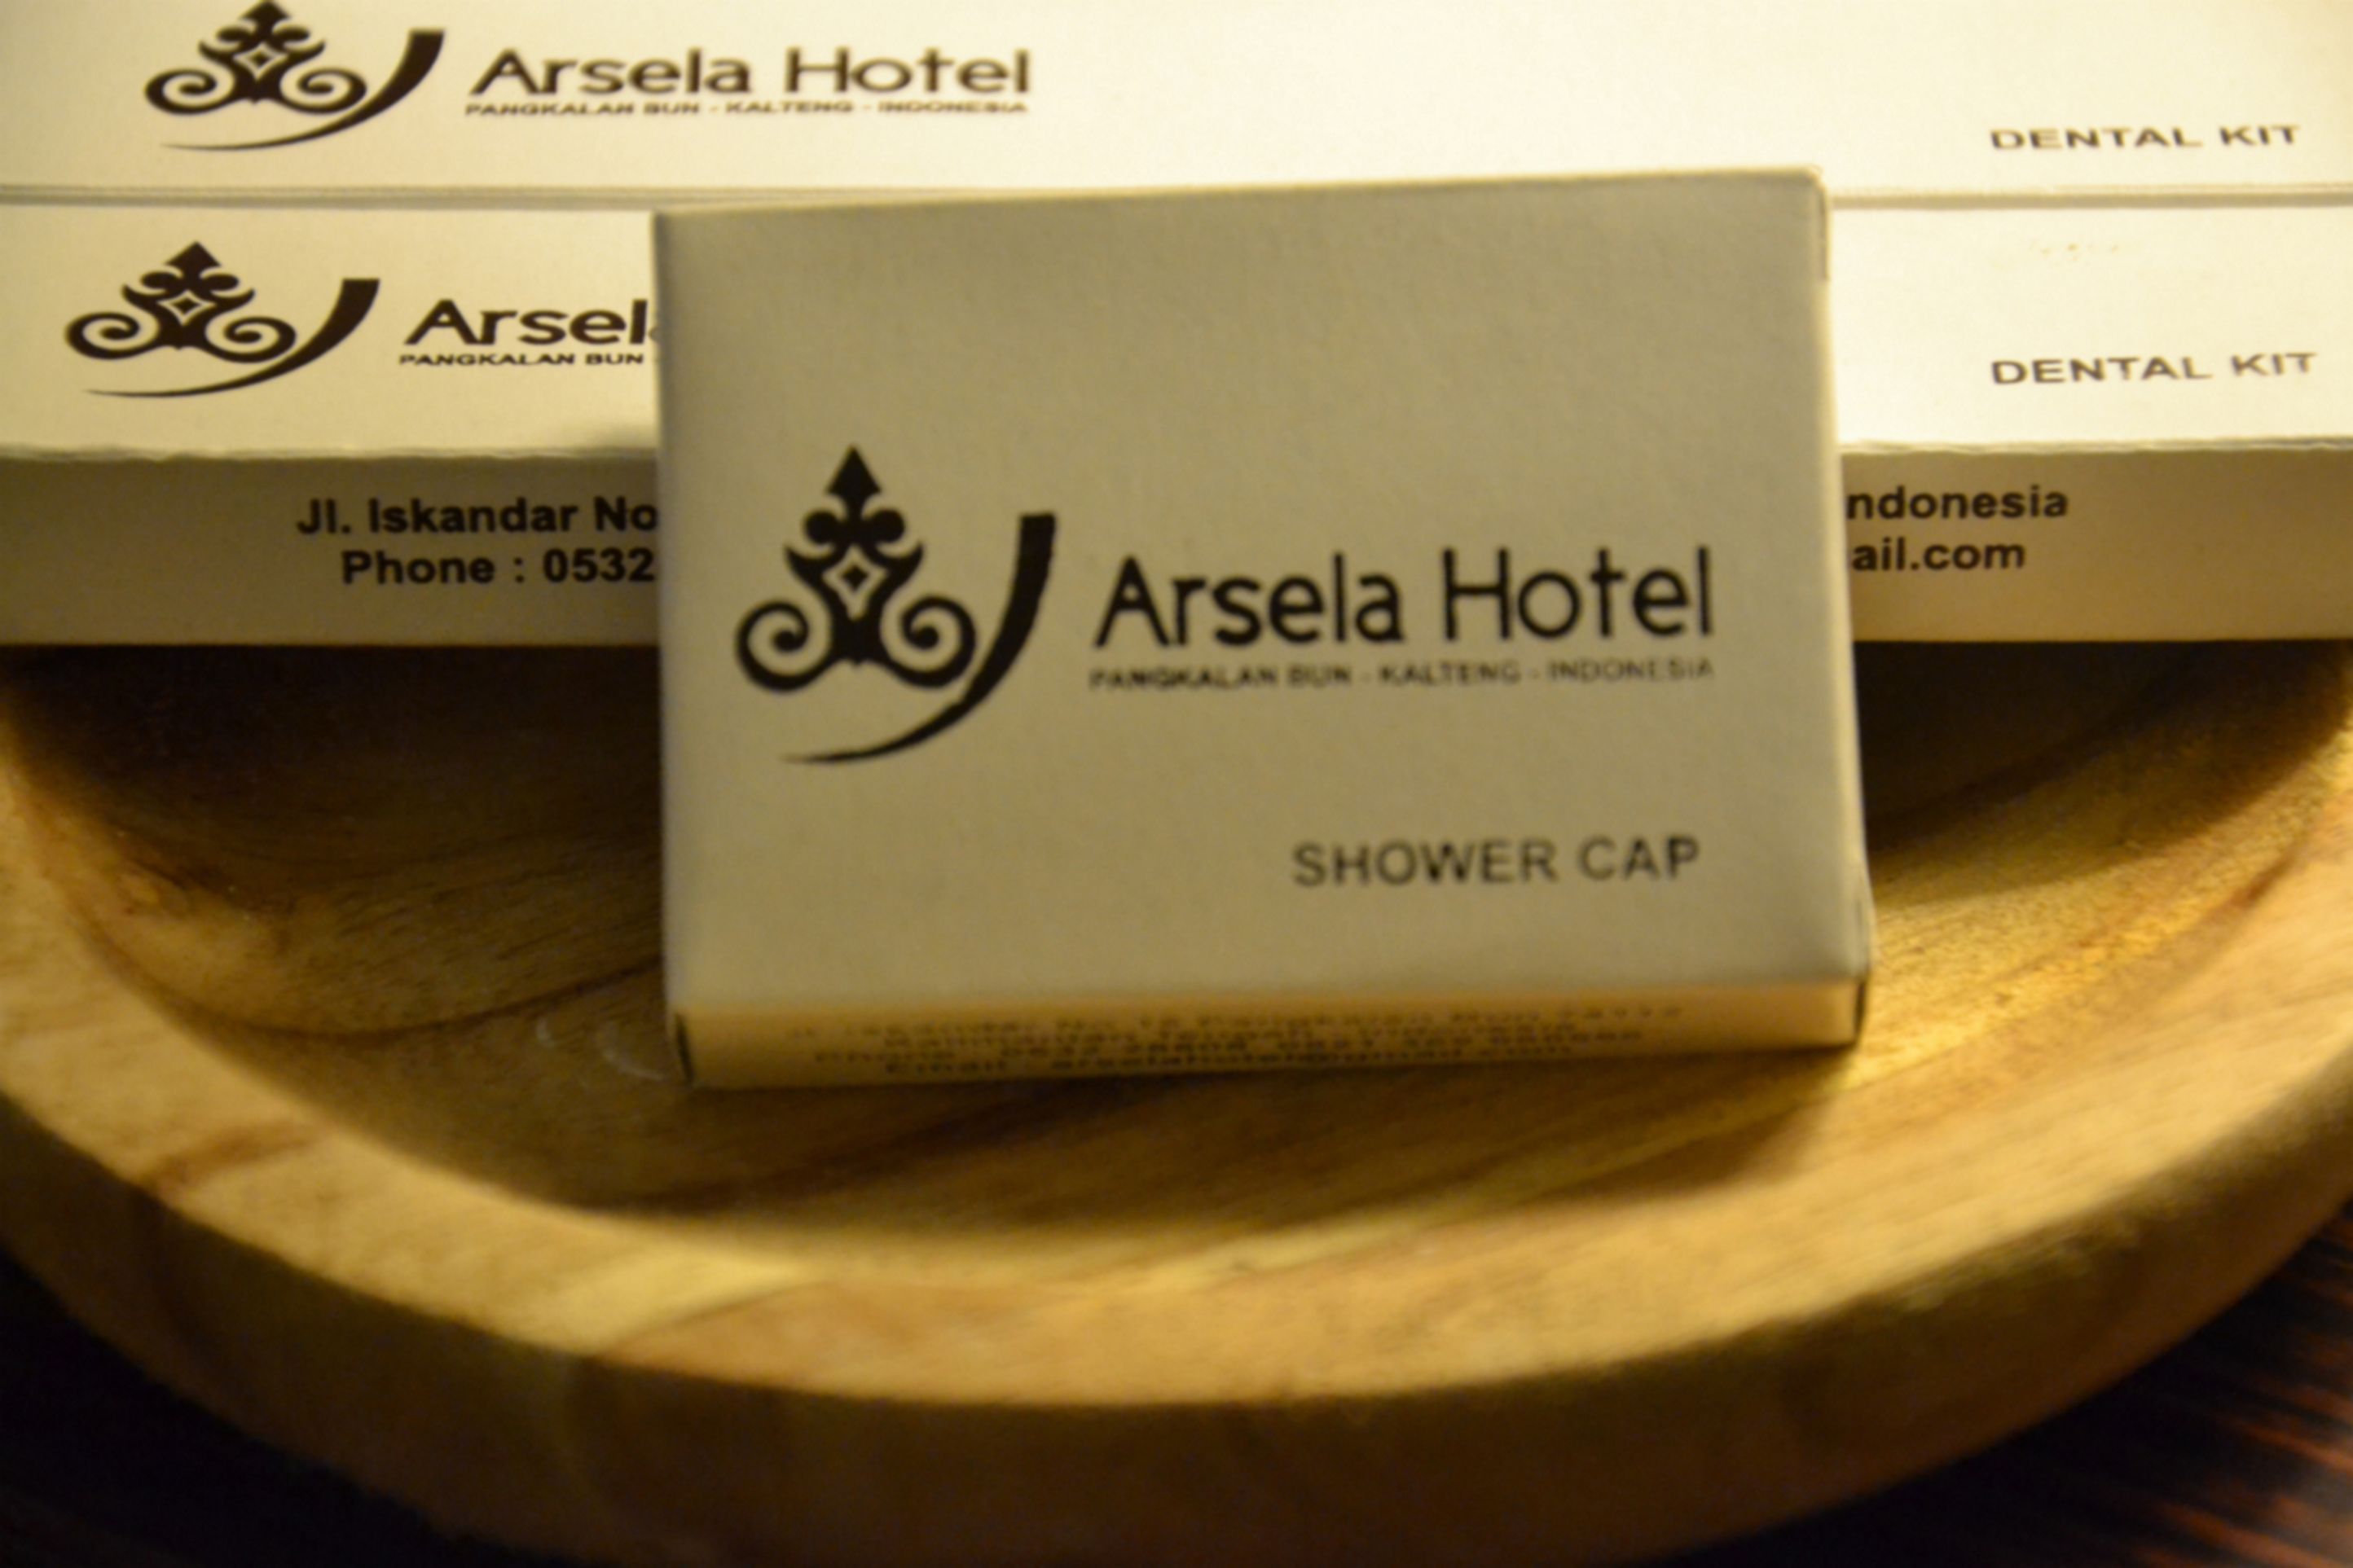 Arsela Hotel
PANGKALAN BUN - KALTENG - INDONESIA
DENTAL KIT
Arsel
PANGKALAN BUN
DENTAL KIT
Jl. Iskandar No
ndonesia
Phone : 0532
ail.com
Arsela Hotel
PANGKALAN BUN - KALTENG - INDONESIA
SHOWER CAP